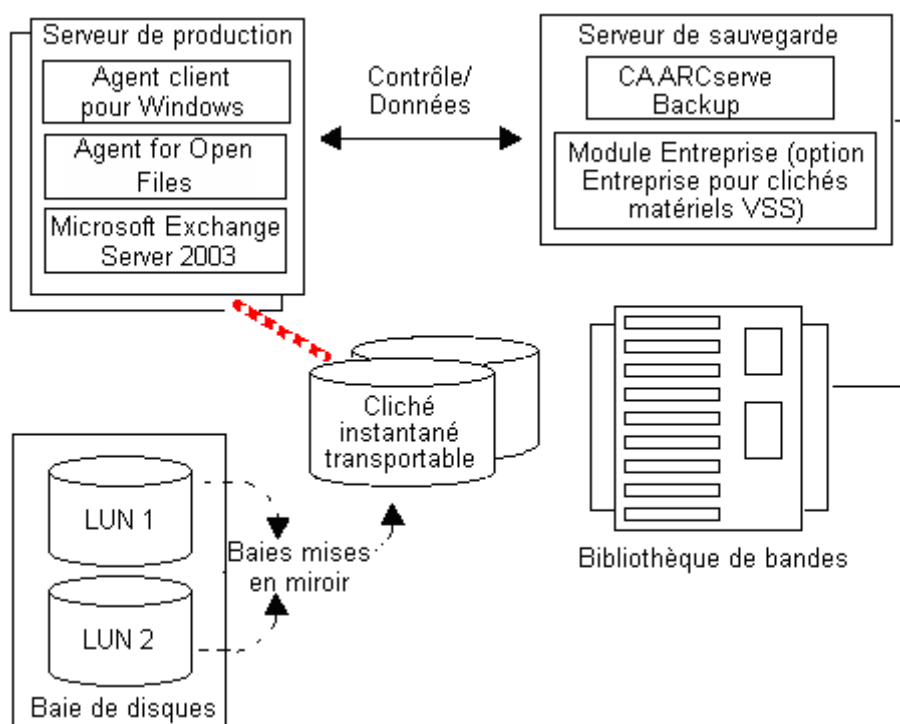 Serveur de production
Agent client
pour Windows
Agent for Open
Files
Microsoft Exchange
Server 2003
Contrôle/
Données
Serveur de sauvegarde
CA ARCserve
Backup
Module Entreprise (option
Entreprise pour clichés
matériels VSS)
Cliché
instantané
transportable
LUN 1
LUN 2
Baies mises
en miroir
Baie de disques
Bibliothèque de bandes